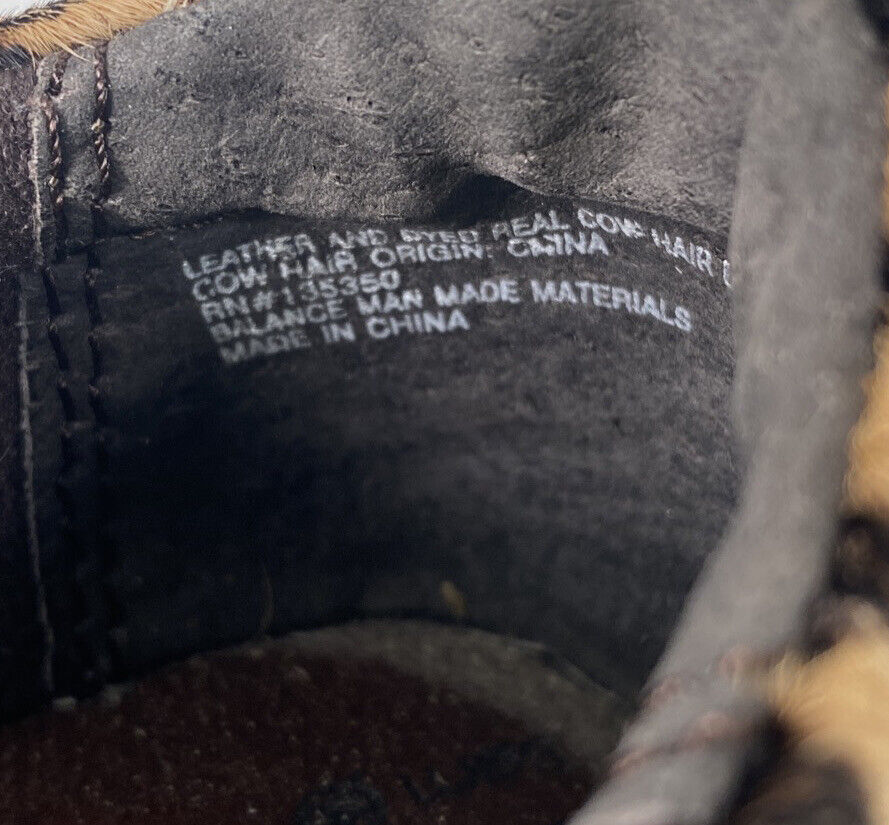 LEATHER AND DYED REAL COW HAIR
COW HAIR ORIGIN: CHINA
RN#135350
BALANCE MAN MADE MATERIALS
MADE IN CHINA